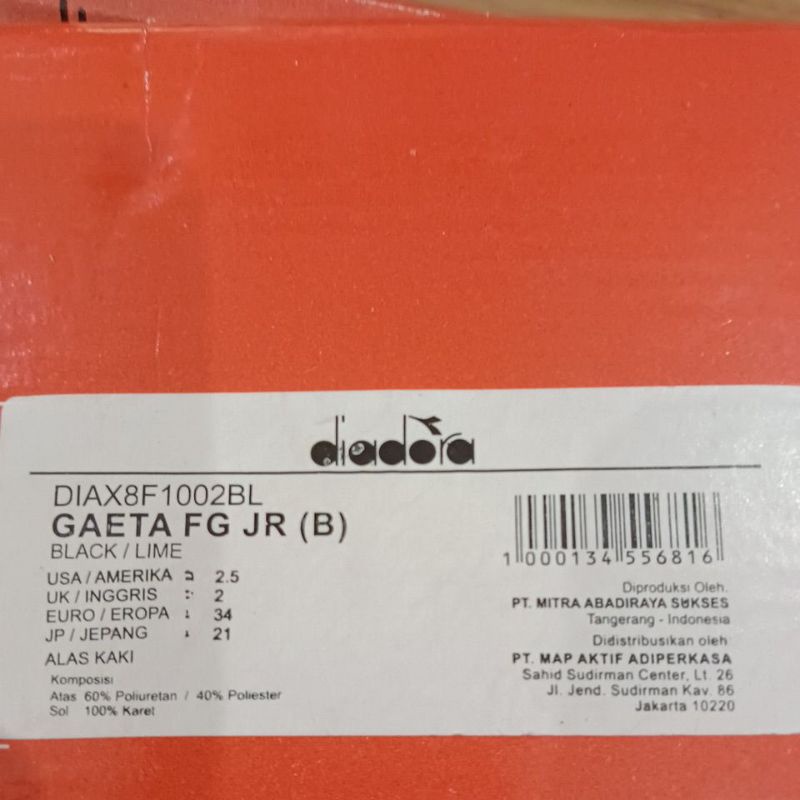 diadora
DIAX8F1002BL
GAETA FG JR (B)
BLACK / LIME
USA / AMERIKA : 2.5
UK / INGGRIS : 2
EURO / EROPA : 34
JP / JEPANG : 21
ALAS KAKI
Komposisi
Atas 60% Poliuretan / 40% Poliester
Sol 100% Karet
1 000134 556816
Diproduksi Oleh:
PT. MITRA ABADIRAYA SUKSES
Tangerang - Indonesia
Didistribusikan oleh
PT. MAP AKTIF ADIPERKASA
Sahid Sudirman Center, Lt. 26
Jl. Jend. Sudirman Kav. 86
Jakarta 10220